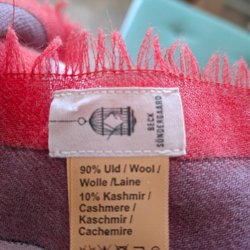 BECK
SÖNDERGAARD
90% Uld / Wool /
Wolle /Laine
10% Kashmir /
Cashmere /
Kaschmir /
Cachemire